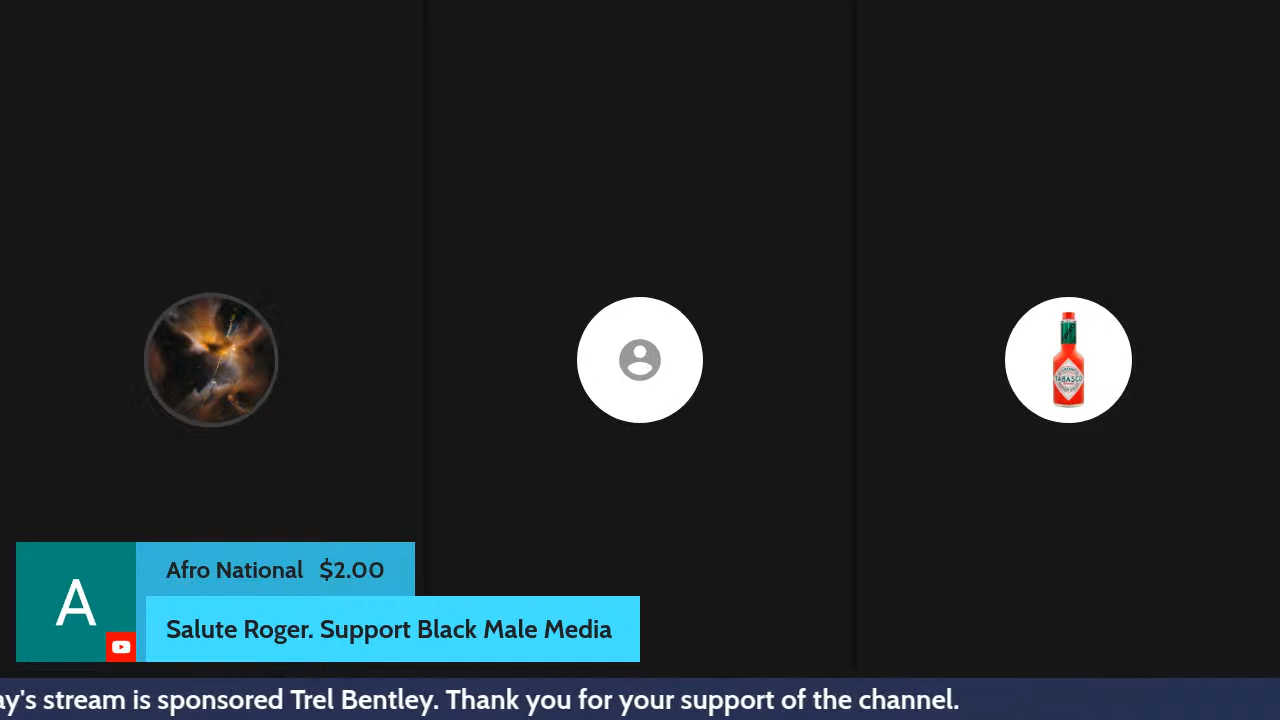 TABASCO
A
Afro National $2.00
Salute Roger. Support Black Male Media
ay's stream is sponsored Trel Bentley. Thank you for your support of the channel.